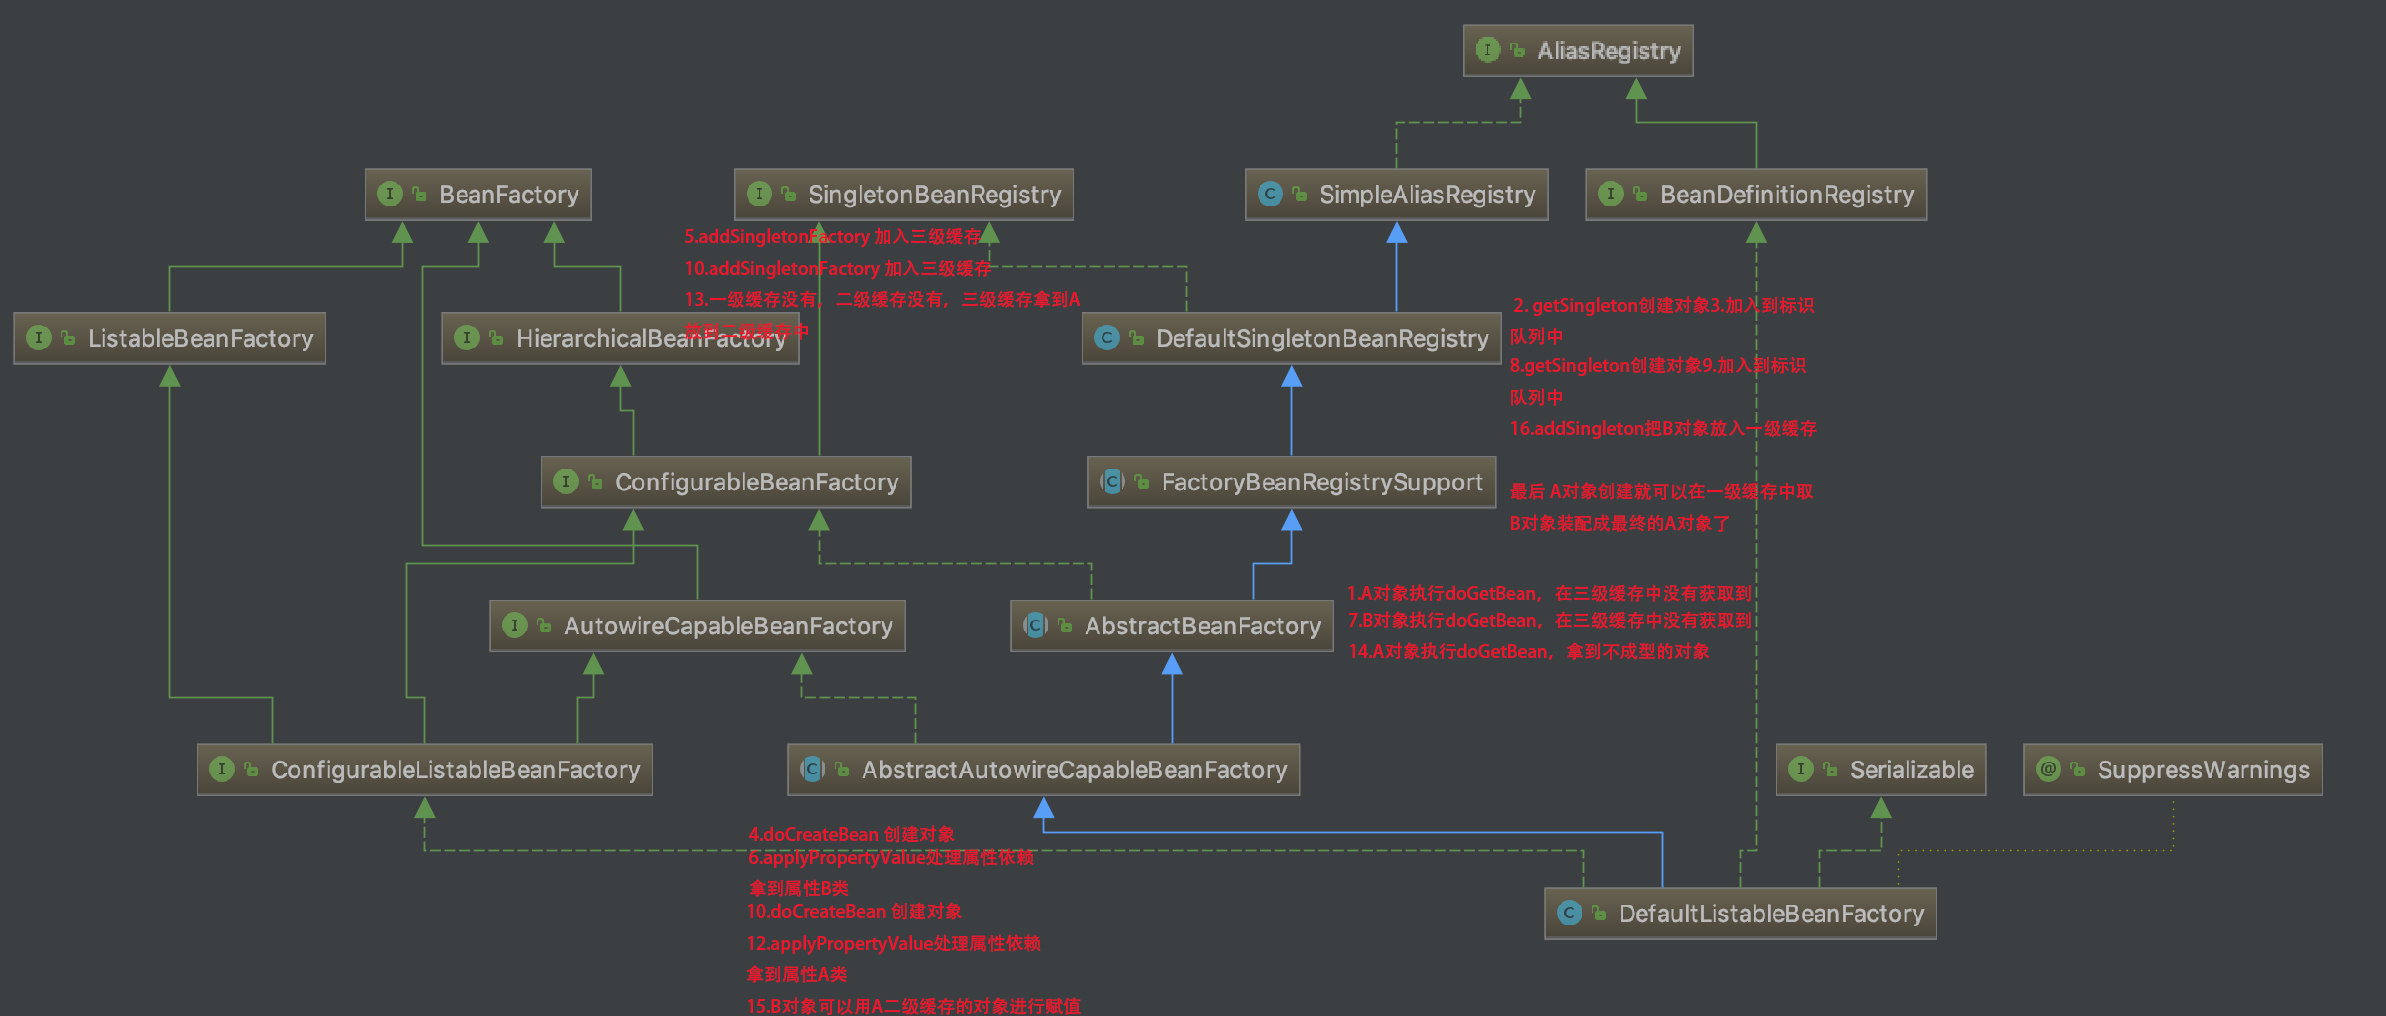 AliasRegistry
BeanFactory
SingletonBeanRegistry
SimpleAliasRegistry
BeanDefinitionRegistry
5.addSingletonFactory 加入三级缓存
10.addSingletonFactory 加入三级缓存
13.一级缓存没有，二级缓存没有，三级缓存拿到A
放到二级缓存中
2. getSingleton创建对象3.加入到标识
队列中
8.getSingleton创建对象9.加入到标识
队列中
16.addSingleton把B对象放入一级缓存
ListableBeanFactory
HierarchicalBeanFactory
DefaultSingletonBeanRegistry
ConfigurableBeanFactory
FactoryBeanRegistrySupport
最后 A对象创建就可以在一级缓存中取
B对象装配成最终的A对象了
1.A对象执行doGetBean，在三级缓存中没有获取到
7.B对象执行doGetBean，在三级缓存中没有获取到
14.A对象执行doGetBean，拿到不成型的对象
AutowireCapableBeanFactory
AbstractBeanFactory
ConfigurableListableBeanFactory
AbstractAutowireCapableBeanFactory
Serializable
SuppressWarnings
4.doCreateBean 创建对象
6.applyPropertyValue处理属性依赖
拿到属性B类
10.doCreateBean 创建对象
12.applyPropertyValue处理属性依赖
拿到属性A类
15.B对象可以用A二级缓存的对象进行赋值
DefaultListableBeanFactory